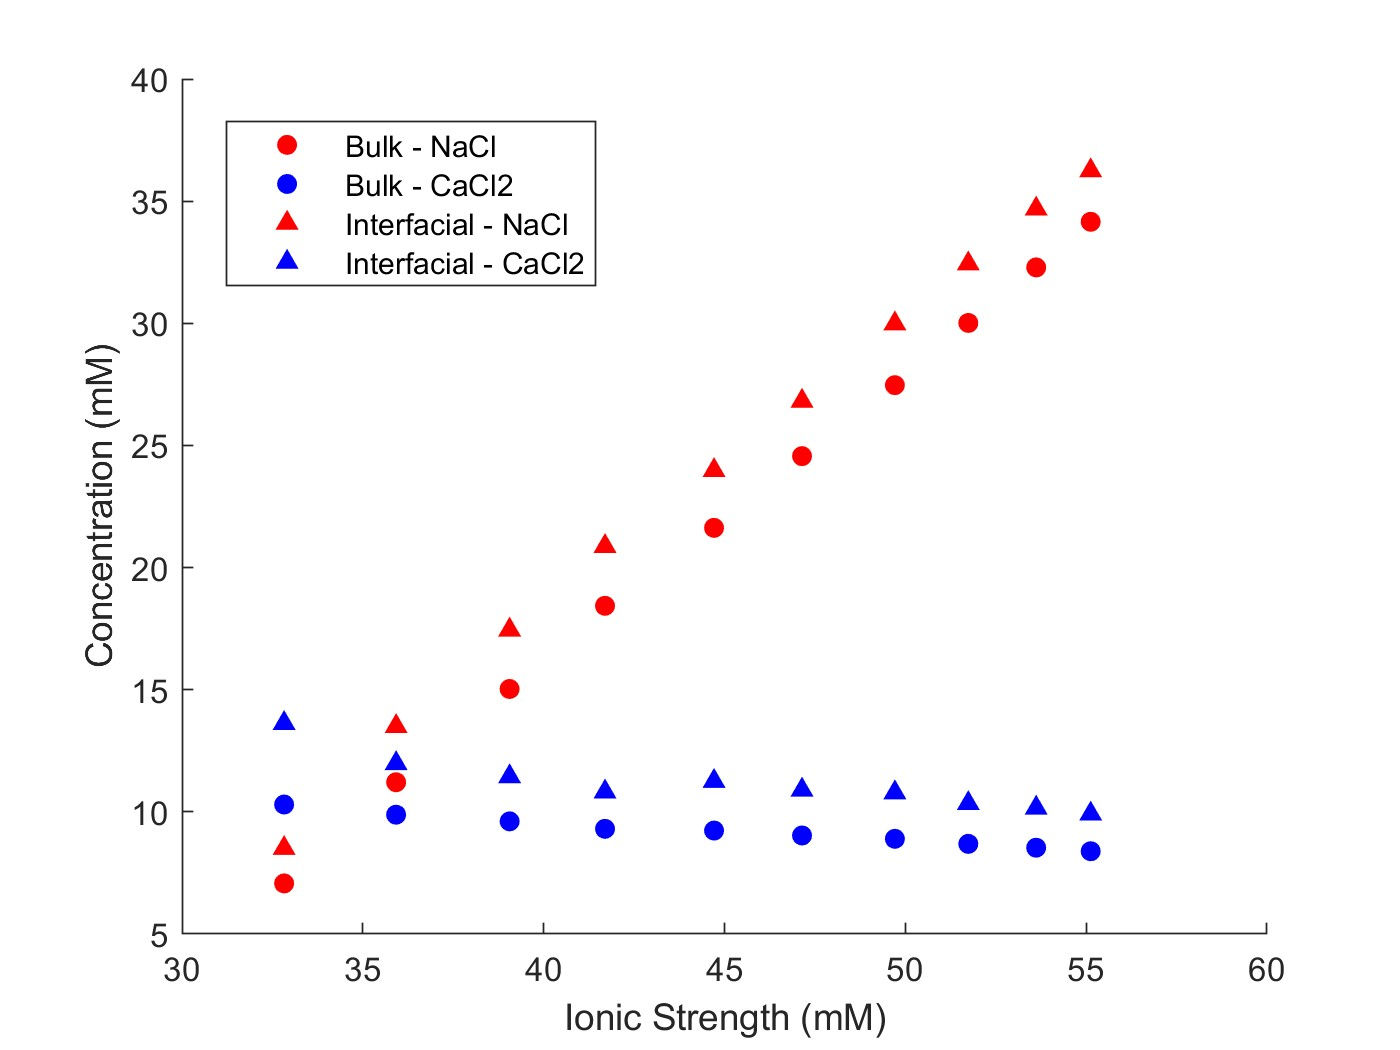 40
35
30
25
20
15
10
5
Concentration (mM)
Bulk - NaCl
Bulk - CaCl2
Interfacial - NaCl
Interfacial - CaCl2
30 35 40 45 50 55 60
Ionic Strength (mM)